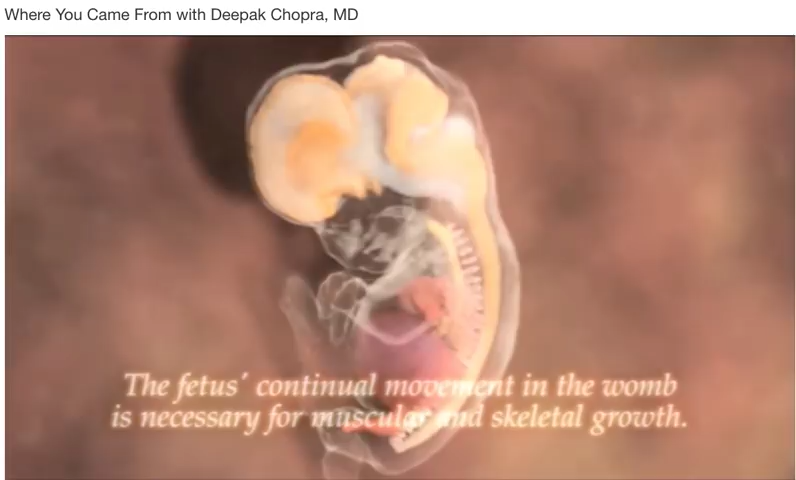 Where You Came From with Deepak Chopra, MD
The fetus´ continual movement in the womb
is necessary for muscular and skeletal growth.